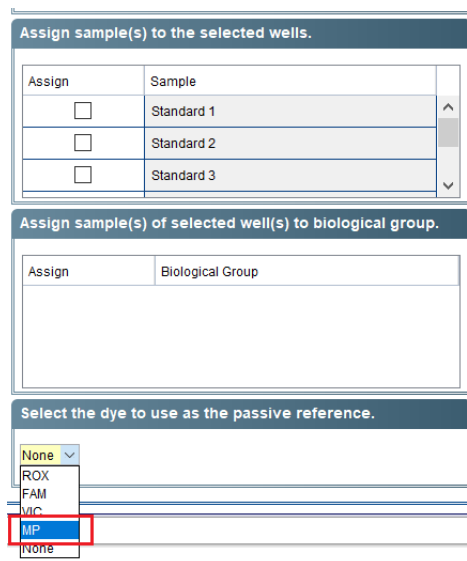 Assign sample(s) to the selected wells.
Assign Sample
Standard 1
Standard 2
Standard 3
Assign sample(s) of selected well(s) to biological group.
Assign Biological Group
Select the dye to use as the passive reference.
None
ROX
FAM
VIC
MP
None